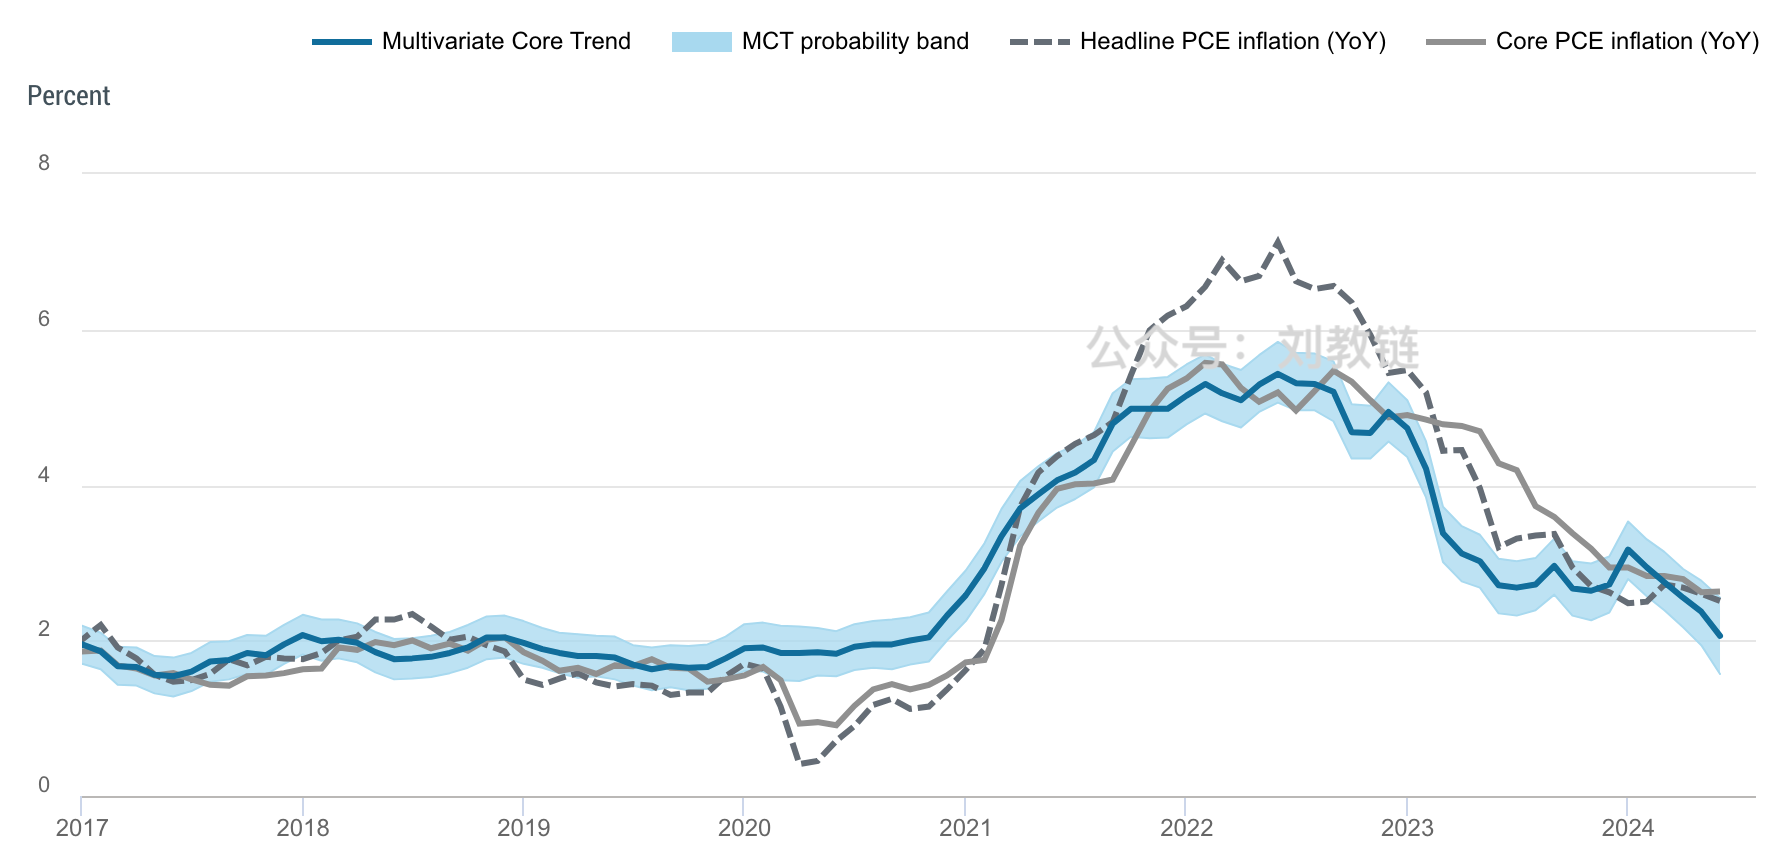 Multivariate Core Trend MCT probability band Headline PCE inflation (YoY) Core PCE inflation (YoY)
Percent
8
6
公众号：刘教链
4
2
0
2017 2018 2019 2020 2021 2022 2023 2024